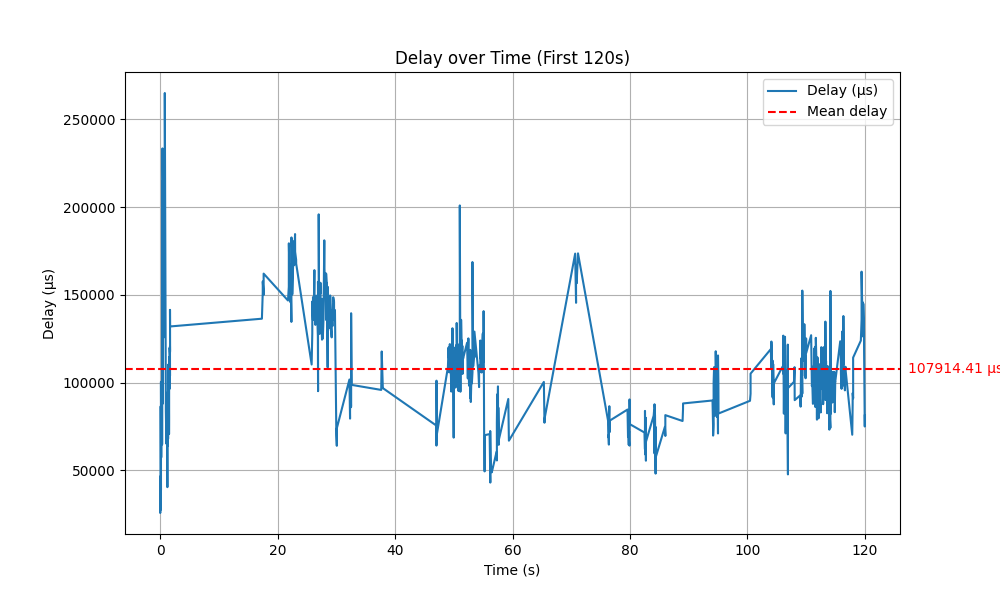 Delay over Time (First 120s)
Delay (µs)
Mean delay
250000
200000
150000
100000
50000
107914.41 µs
Delay (µs)
0 20 40 60 80 100 120
Time (s)